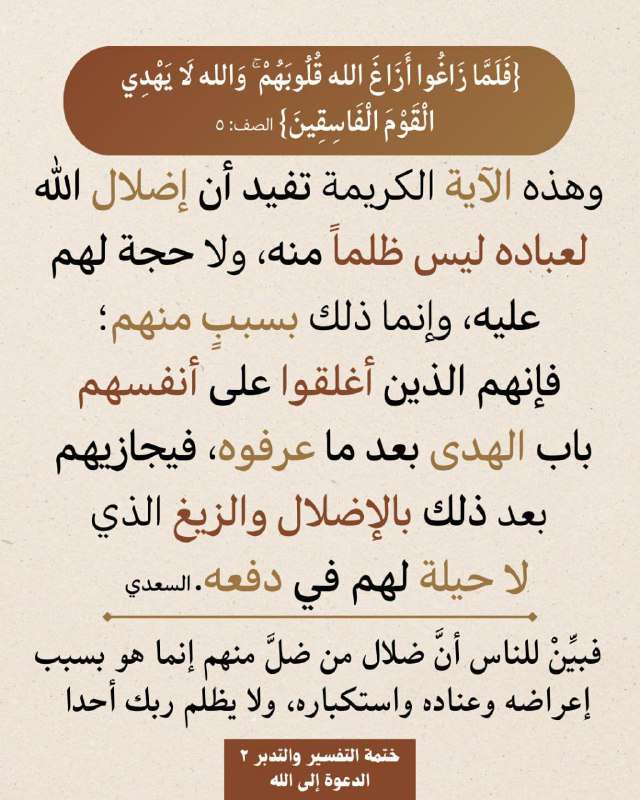 {فَلَمَّا زَاغُوا أَزَاغَ الله قُلُوبَهُمْ ۚ وَالله لَا يَهْدِي
الْقَوْمَ الْفَاسِقِينَ} الصف: ٥
وهذه الآية الكريمة تفيد أن إضلال الله
لعباده ليس ظلماً منه، ولا حجة لهم
عليه، وإنما ذلك بسببٍ منهم؛
فإنهم الذين أغلقوا على أنفسهم
باب الهدى بعد ما عرفوه، فيجازيهم
بعد ذلك بالإضلال والزيغ الذي
لا حيلة لهم في دفعه. السعدي
فبيِّنْ للناس أنَّ ضلال من ضلَّ منهم إنما هو بسبب
إعراضه وعناده واستكباره، ولا يظلم ربك أحدا
ختمة التفسير والتدبر ٢
الدعوة إلى الله